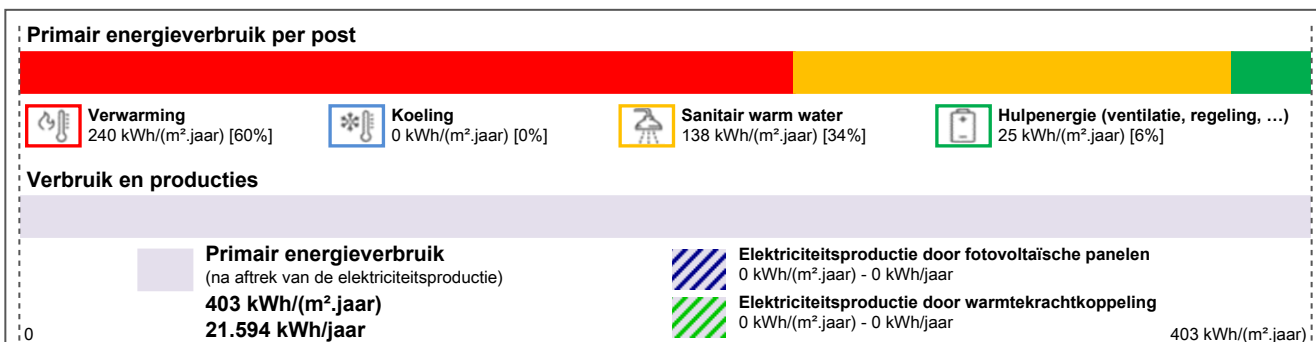 Primair energieverbruik per post
Verwarming
240 kWh/(m².jaar) [60%]
Koeling
0 kWh/(m².jaar) [0%]
Sanitair warm water
138 kWh/(m².jaar) [34%]
Hulpenergie (ventilatie, regeling, …)
25 kWh/(m².jaar) [6%]
Verbruik en producties
Primair energieverbruik
(na aftrek van de elektriciteitsproductie)
403 kWh/(m².jaar)
21.594 kWh/jaar
Elektriciteitsproductie door fotovoltaïsche panelen
0 kWh/(m².jaar) - 0 kWh/jaar
Elektriciteitsproductie door warmtekrachtkoppeling
0 kWh/(m².jaar) - 0 kWh/jaar
0
403 kWh/(m².jaar)